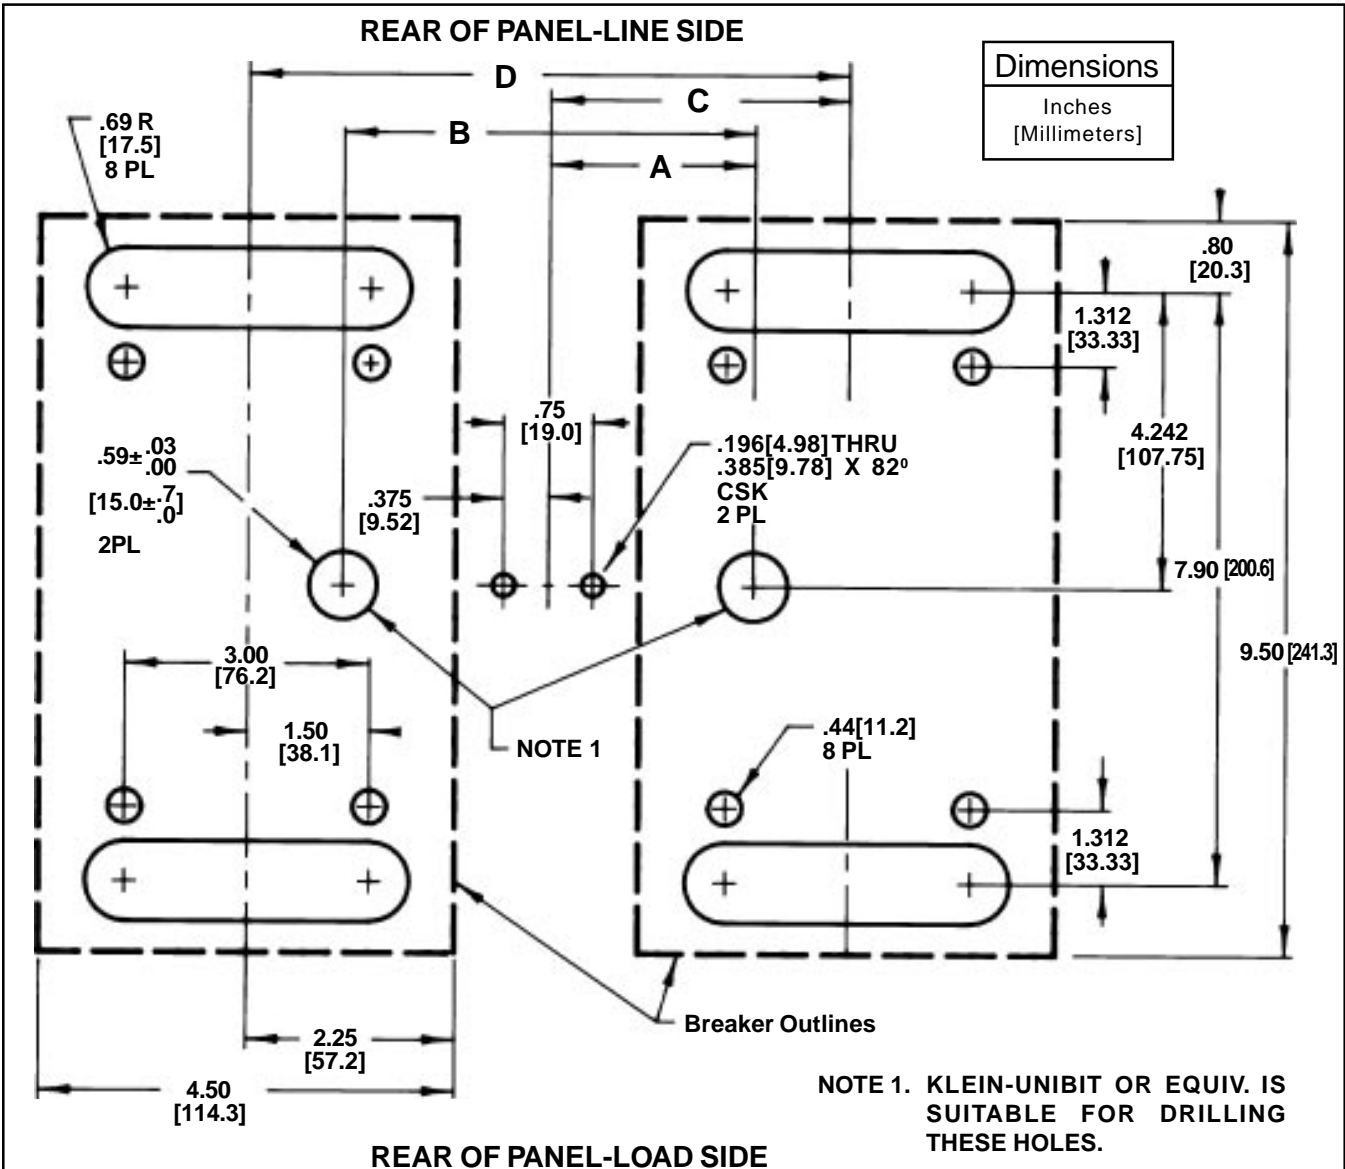 REAR OF PANEL-LINE SIDE
D
Dimensions
Inches
[Millimeters]
C
B
A
.69 R
[17.5]
8 PL
.80
[20.3]
1.312
[33.33]
.75
[19.0]
4.242
[107.75]
.196[4.98] THRU
.385[9.78] X 82⁰
CSK
2 PL
.59± .03
.00
[15.0± .7]
.0
2PL
.375
[9.52]
7.90 [200.6]
9.50 [241.3]
3.00
[76.2]
1.50
[38.1]
NOTE 1
.44[11.2]
8 PL
1.312
[33.33]
Breaker Outlines
2.25
[57.2]
4.50
[114.3]
NOTE 1. KLEIN-UNIBIT OR EQUIV. IS
SUITABLE FOR DRILLING
THESE HOLES.
REAR OF PANEL-LOAD SIDE